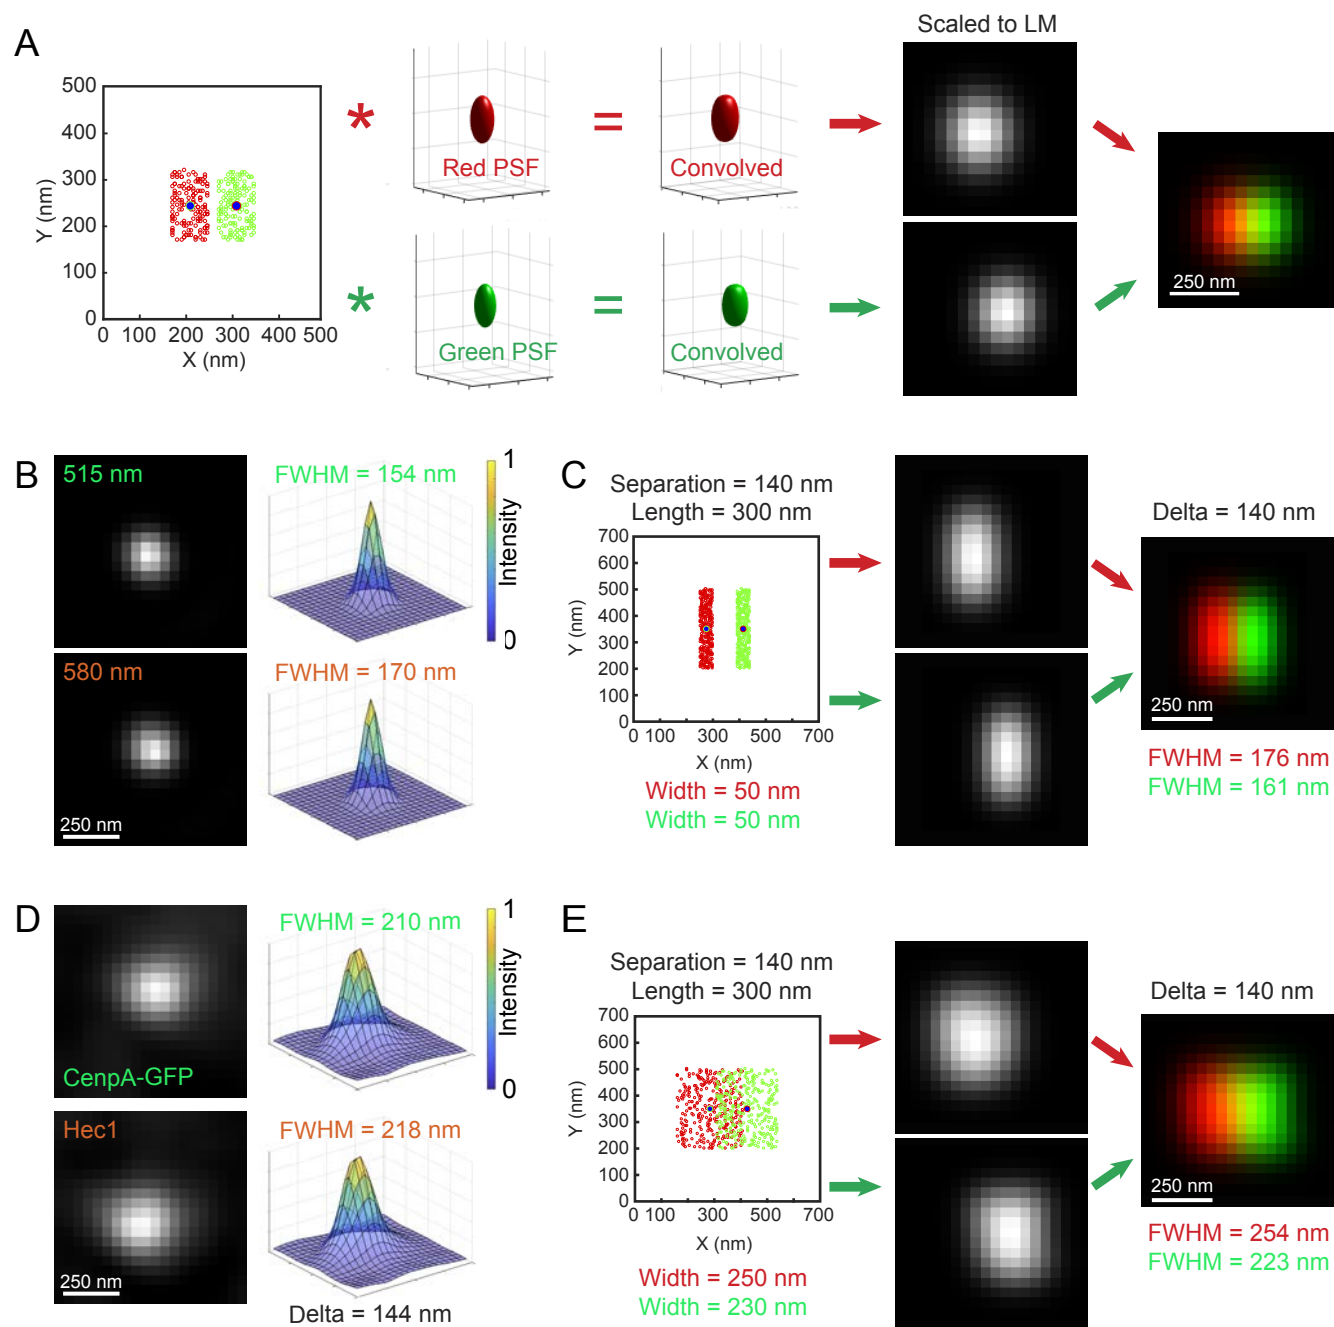 A
Scaled to LM
500
400
300
200
100
0
Y (nm)
0 100 200 300 400 500
X (nm)
*
Red PSF
=
Convolved
*
Green PSF
=
Convolved
250 nm
B
515 nm
FWHM = 154 nm
1
Intensity
0
580 nm
FWHM = 170 nm
250 nm
C
Separation = 140 nm
Length = 300 nm
700
600
500
400
300
200
100
0
Y (nm)
0 100 300 500 700
X (nm)
Width = 50 nm
Width = 50 nm
Delta = 140 nm
250 nm
FWHM = 176 nm
FWHM = 161 nm
D
CenpA-GFP
FWHM = 210 nm
1
Intensity
0
Hec1
FWHM = 218 nm
250 nm
Delta = 144 nm
E
Separation = 140 nm
Length = 300 nm
700
600
500
400
300
200
100
0
Y (nm)
0 100 300 500 700
X (nm)
Width = 250 nm
Width = 230 nm
Delta = 140 nm
250 nm
FWHM = 254 nm
FWHM = 223 nm